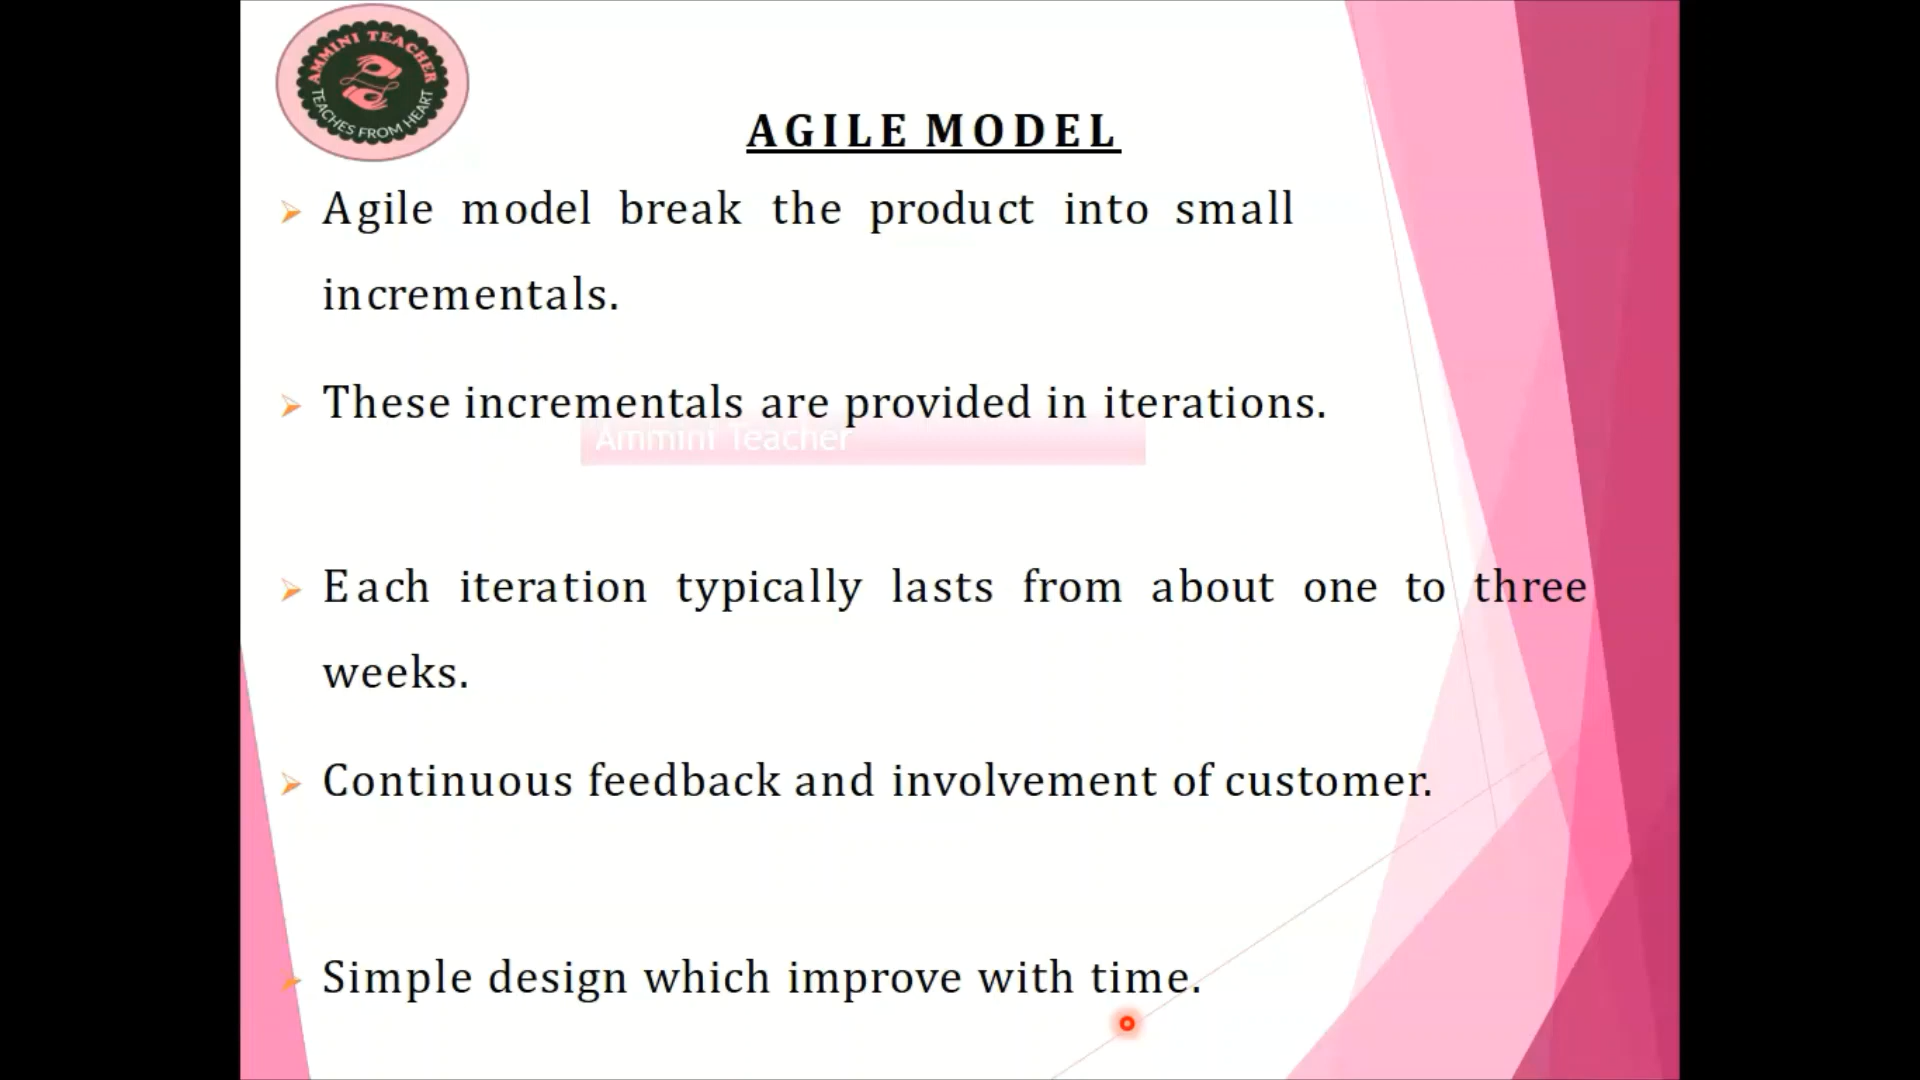 AMMINI TEACHER
TEACHES FROM HEART
AGILE MODEL
Agile model break the product into small
incrementals.
These incrementals are provided in iterations.
Ammini Teacher
Each iteration typically lasts from about one to three
weeks.
Continuous feedback and involvement of customer.
Simple design which improve with time.